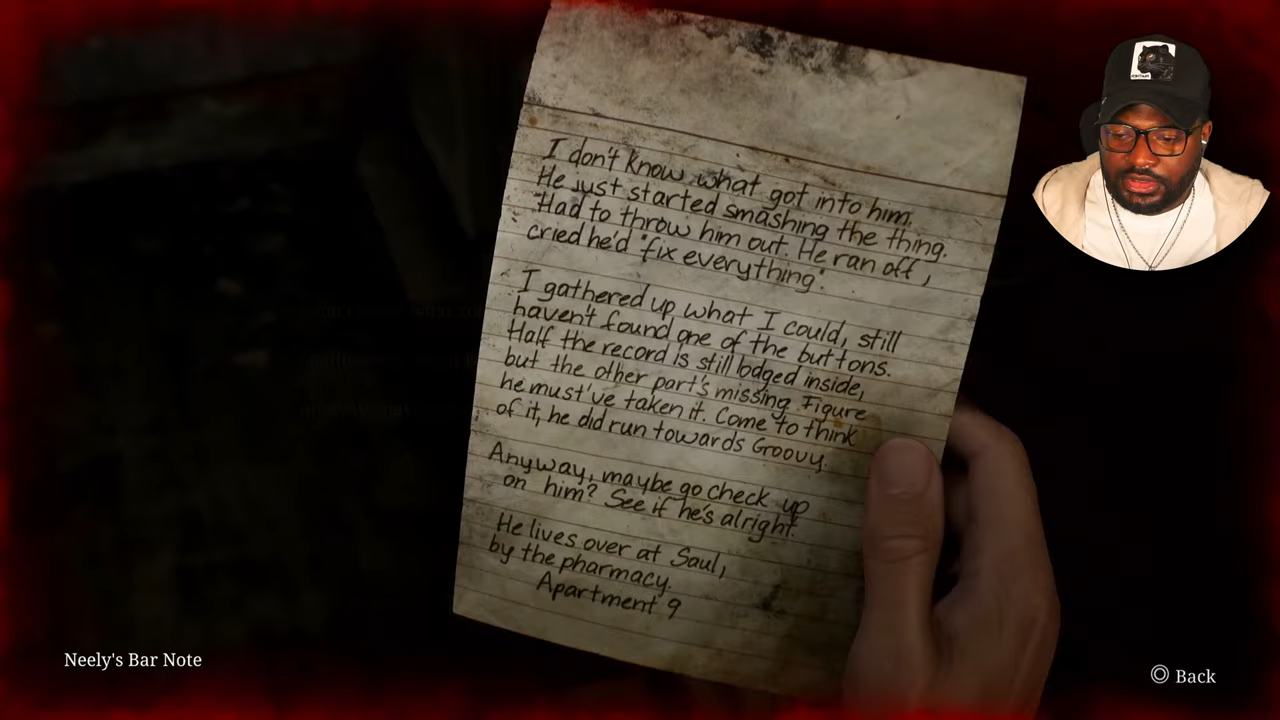 I don't know what got into him.
He just started smashing the thing.
Had to throw him out. He ran off,
cried he'd "fix everything".
I gathered up what I could, still
haven't found one of the buttons.
Half the record is still lodged inside,
but the other part's missing. Figure
he must've taken it. Come to think
of it, he did run towards Groovy.
Anyway, maybe go check up
on him? See if he's alright.
He lives over at Saul,
by the pharmacy.
Apartment 9
Neely's Bar Note
Back